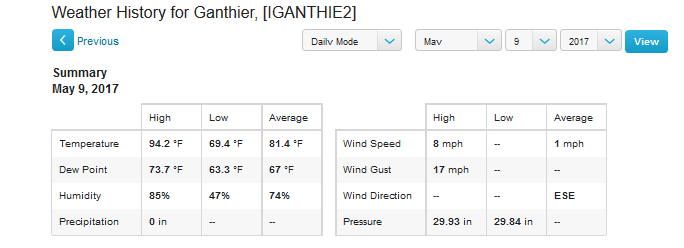 Weather History for Ganthier, [IGANTHIE2]
Previous
Daily Mode May 9 2017 View
Summary
May 9, 2017
High Low Average
Temperature 94.2 °F 69.4 °F 81.4 °F
Dew Point 73.7 °F 63.3 °F 67 °F
Humidity 85% 47% 74%
Precipitation 0 in -- --
High Low Average
Wind Speed 8 mph -- 1 mph
Wind Gust 17 mph -- --
Wind Direction -- -- ESE
Pressure 29.93 in 29.84 in --